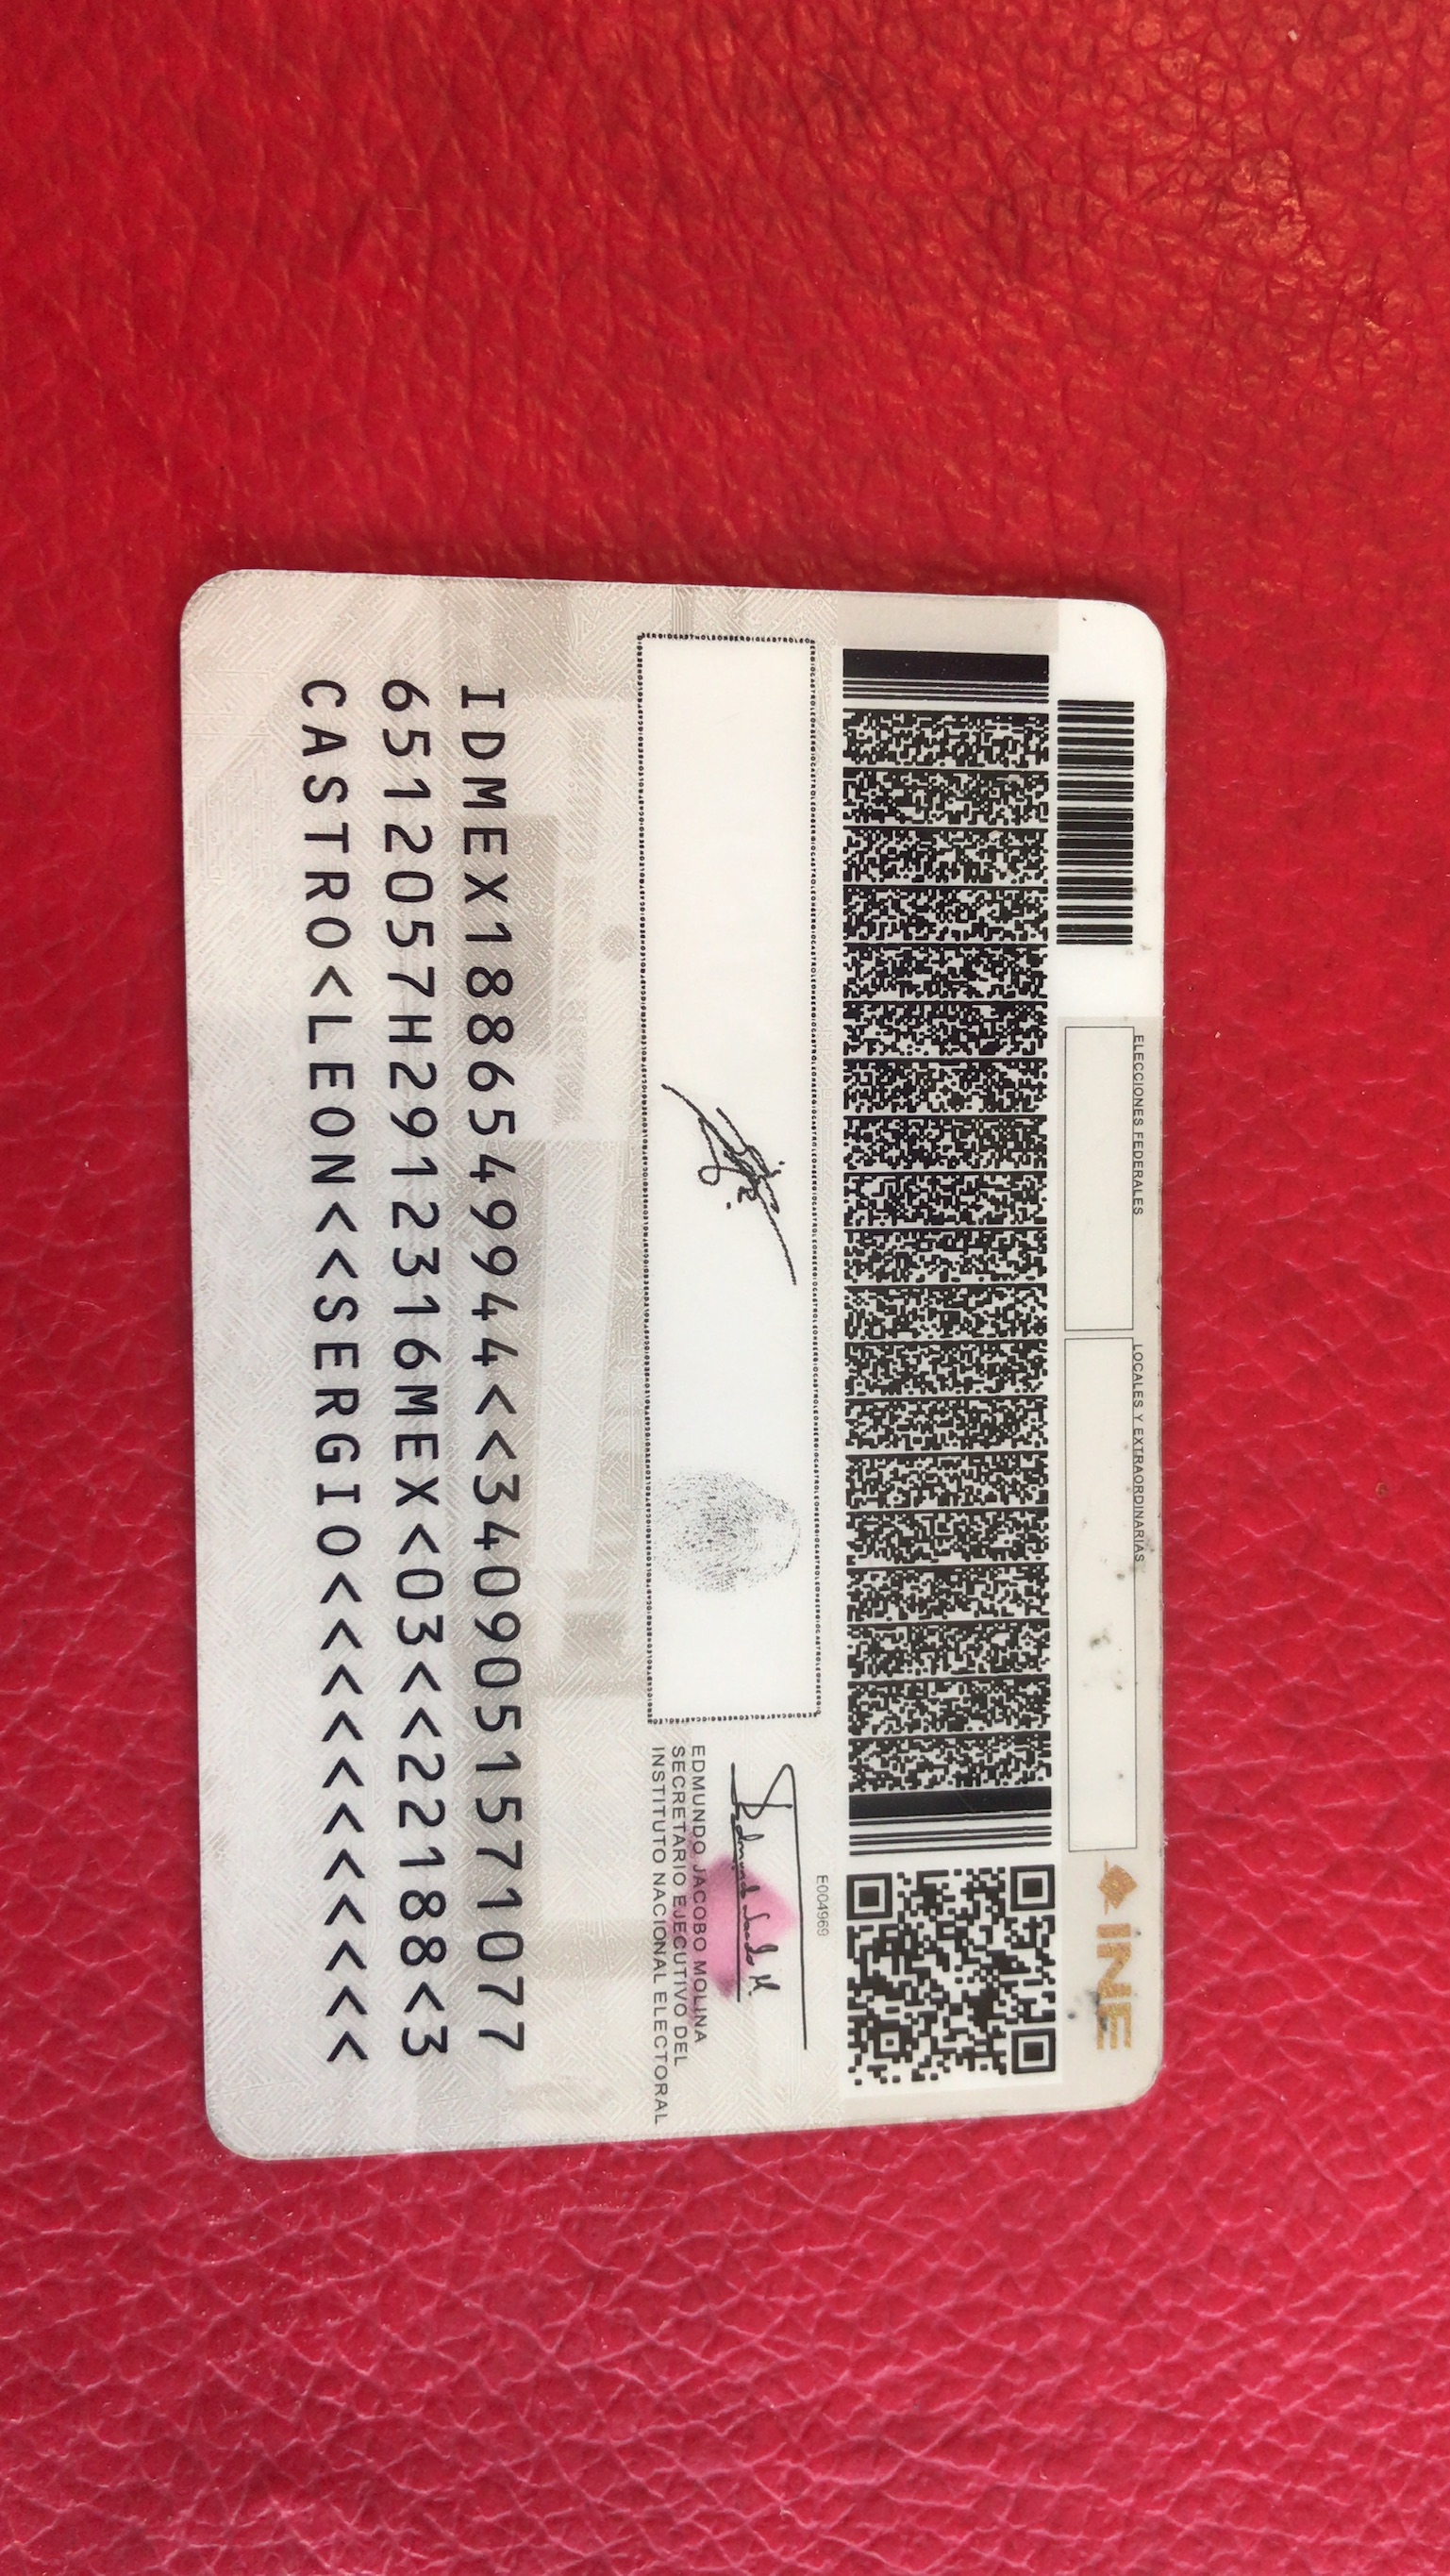 ELECCIONES FEDERALES
LOCALES Y EXTRAORDINARIAS
INE
E004969
EDMUNDO JACOBO MOLINA
SECRETARIO EJECUTIVO DEL
INSTITUTO NACIONAL ELECTORAL
IDMEX1886549944<<3409051571077
6512057H2912316MEX<03<<22188<3
CASTRO<LEON<<SERGIO<<<<<<<<<<<